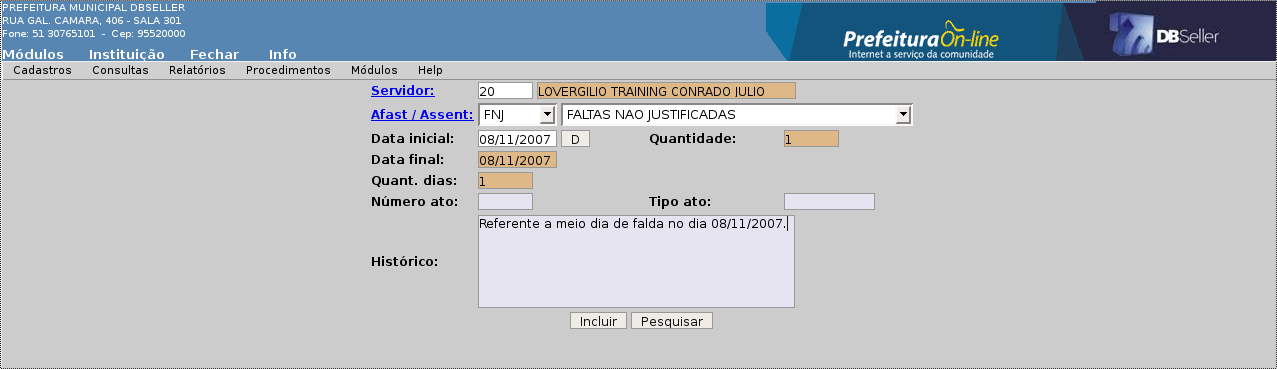 PREFEITURA MUNICIPAL DBSELLER
RUA GAL. CAMARA, 406 - SALA 301
Fone: 51 30765101 - Cep: 95520000
Módulos Instituição Fechar Info
PrefeituraOn-line
Internet a serviço da comunidade
DBSeller
Cadastros Consultas Relatórios Procedimentos Módulos Help
Servidor: 20 LOVERGILIO TRAINING CONRADO JULIO
Afast / Assent: FNJ FALTAS NAO JUSTIFICADAS
Data inicial: 08/11/2007 D Quantidade: 1
Data final: 08/11/2007
Quant. dias: 1
Número ato: Tipo ato:
Referente a meio dia de falda no dia 08/11/2007.
Histórico:
Incluir Pesquisar